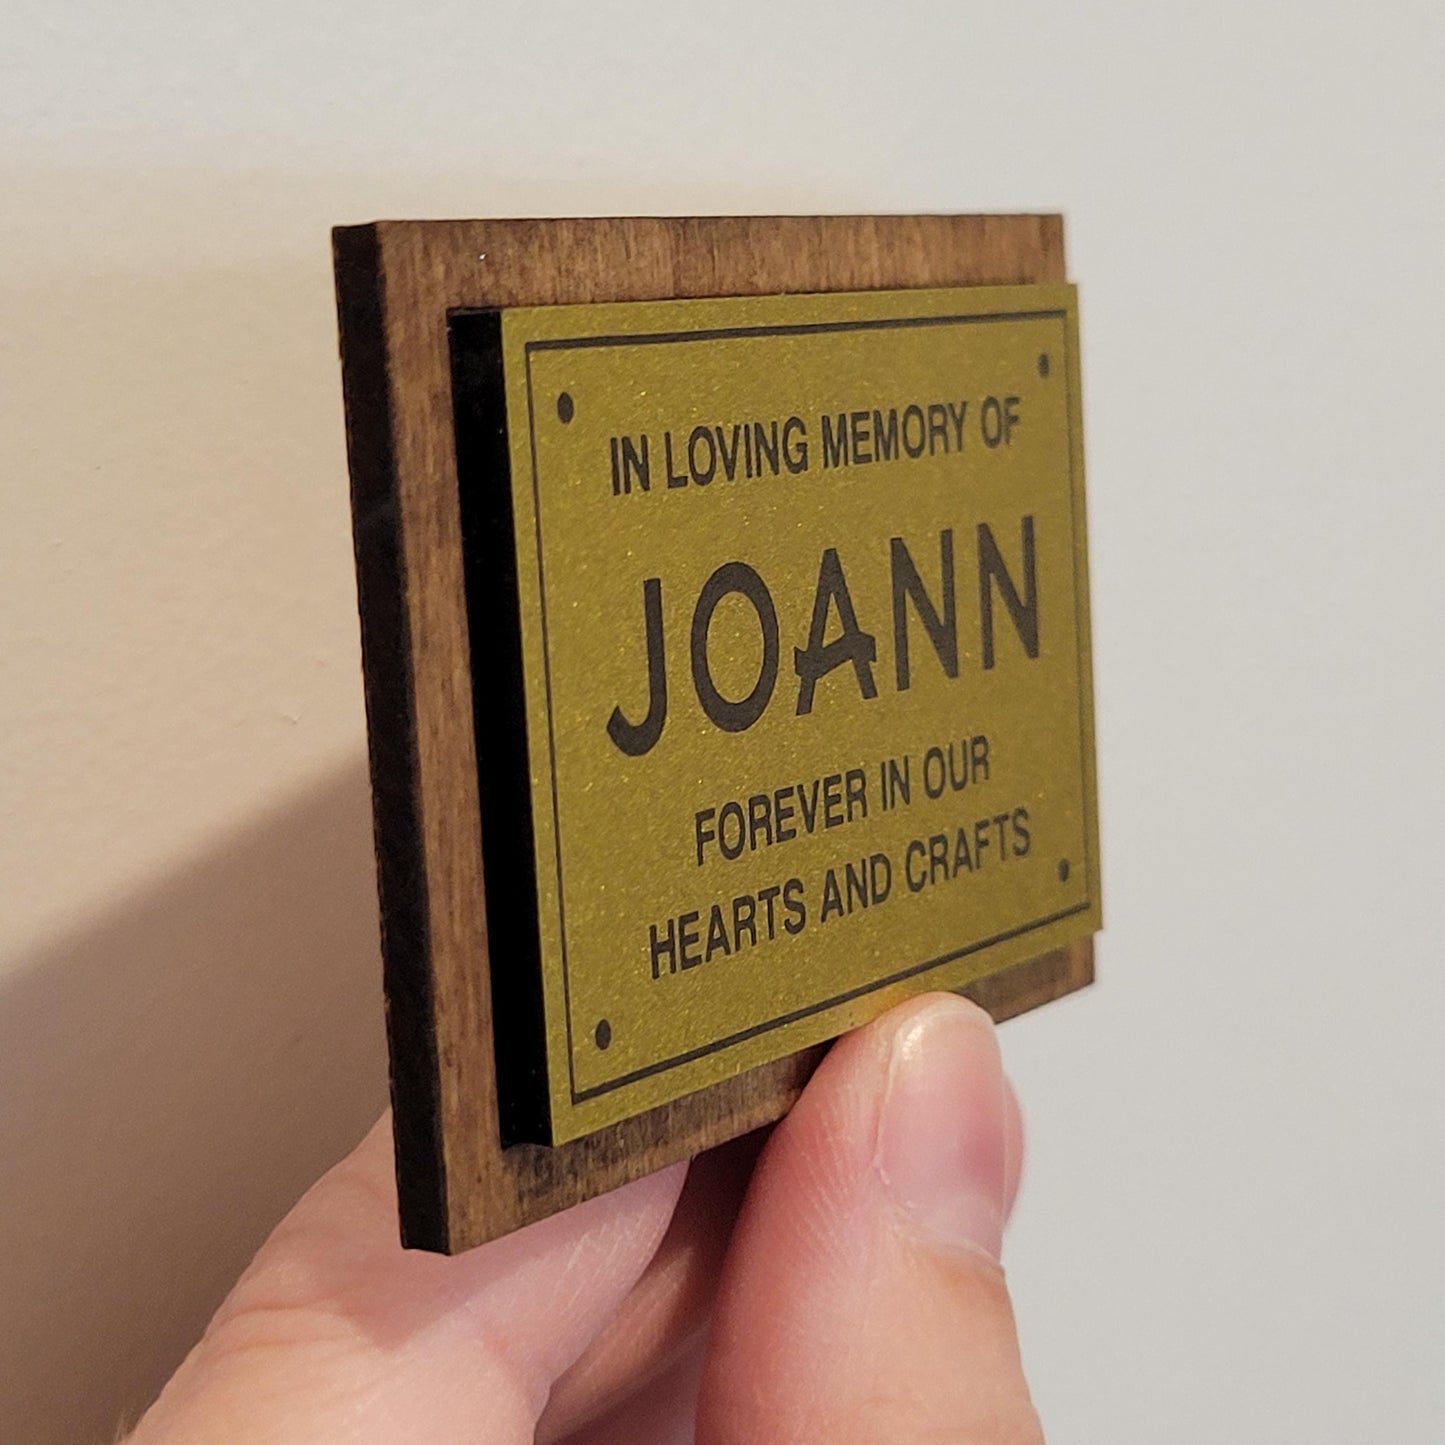 IN LOVING MEMORY OF
JOANN
FOREVER IN OUR
HEARTS AND CRAFTS